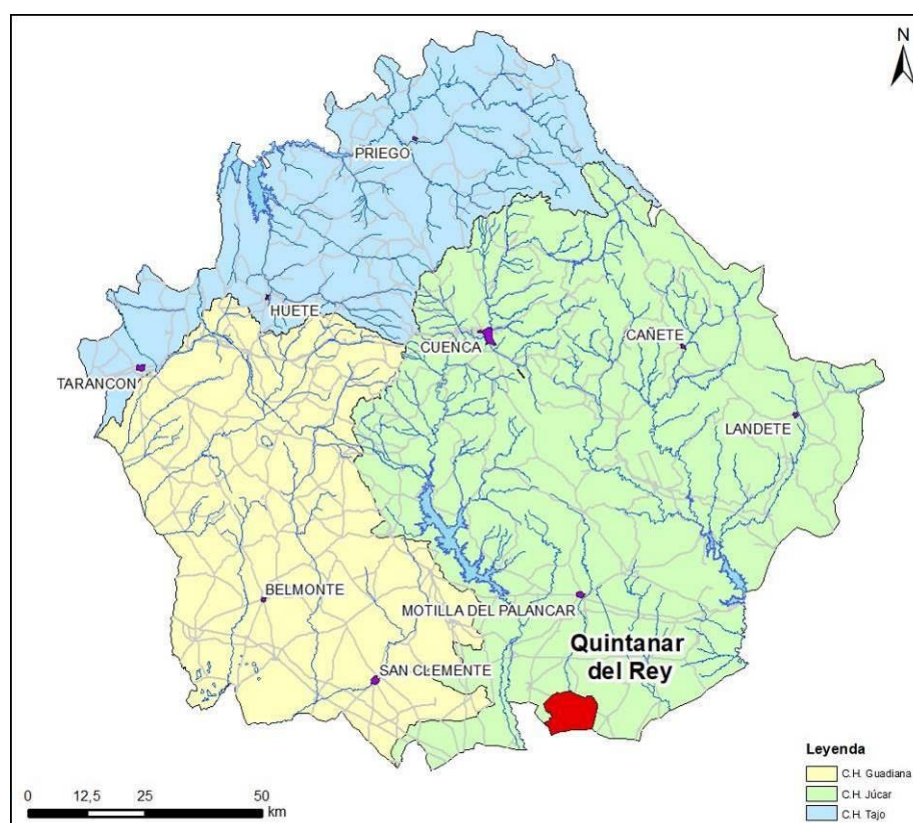 N
PRIEGO
HUETE
CUENCA
CAÑETE
TARANCON
LANDETE
BELMONTE
MOTILLA DEL PALANCAR
Quintanar
del Rey
SAN CLEMENTE
Leyenda
C.H. Guadiana
C.H. Júcar
C.H. Tajo
0 12,5 25 50
km